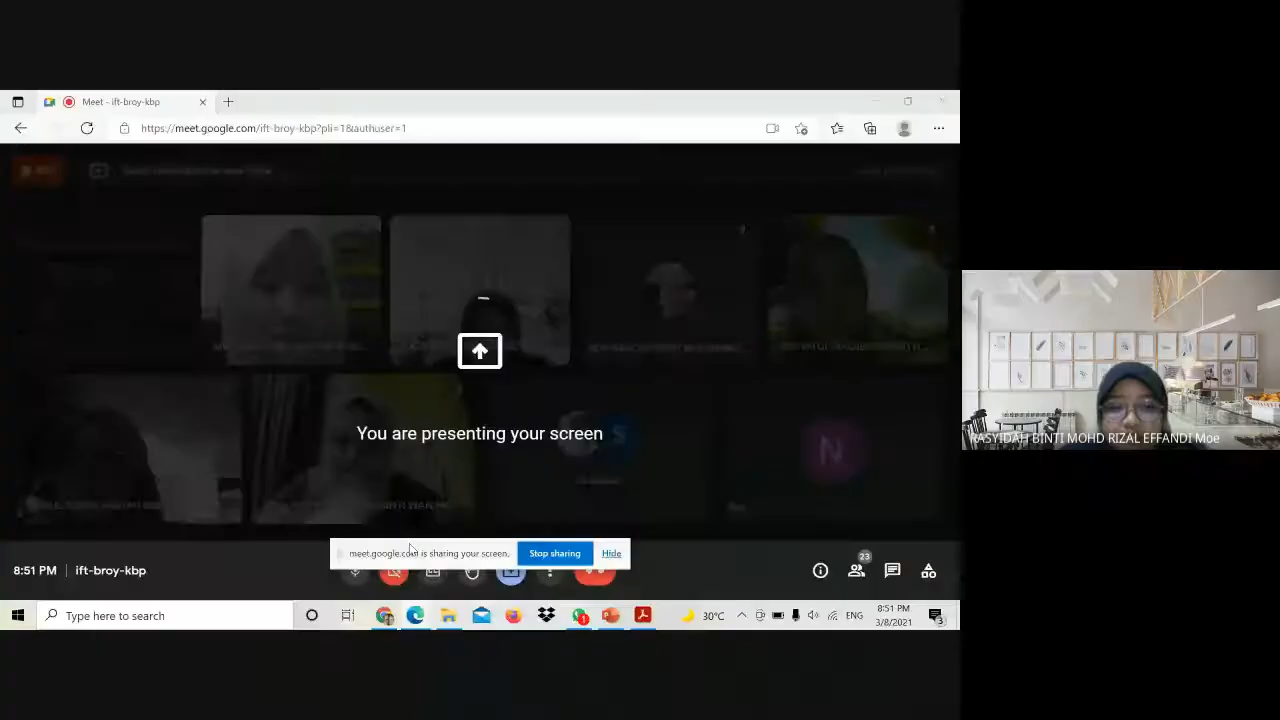 Meet - ift-broy-kbp
https://meet.google.com/ift-broy-kbp?pli=1&authuser=1
You are presenting your screen
S
N
RASYIDAH BINTI MOHD RIZAL EFFANDI Moe
meet.google.com is sharing your screen.
Stop sharing
Hide
8:51 PM | ift-broy-kbp
23
Type here to search
1
30°C
ENG
8:51 PM
3/8/2021
3